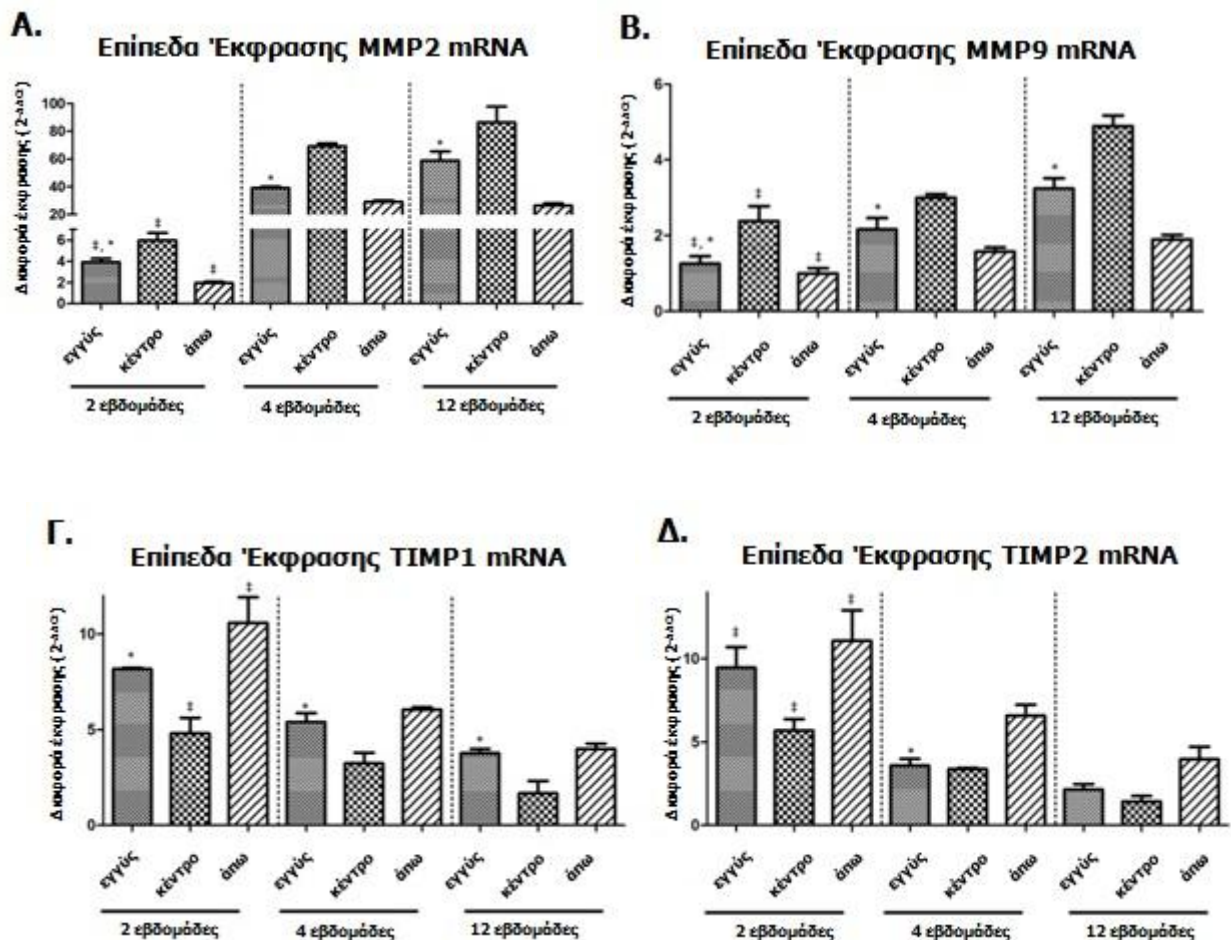 Α.
Επίπεδα Έκφρασης MMP2 mRNA
Διαφορά έκφρασης (2-ΔΔCt)
100
80
60
40
20
6
4
2
0
‡, *
‡
‡
*
*
εγγύς
κέντρο
άπω
εγγύς
κέντρο
άπω
εγγύς
κέντρο
άπω
2 εβδομάδες
4 εβδομάδες
12 εβδομάδες
Β.
Επίπεδα Έκφρασης MMP9 mRNA
Διαφορά έκφρασης (2-ΔΔCt)
6
4
2
0
‡, *
‡
‡
*
*
εγγύς
κέντρο
άπω
εγγύς
κέντρο
άπω
εγγύς
κέντρο
άπω
2 εβδομάδες
4 εβδομάδες
12 εβδομάδες
Γ.
Επίπεδα Έκφρασης TIMP1 mRNA
Διαφορά έκφρασης (2-ΔΔCt)
10
5
0
*
‡
‡
*
*
εγγύς
κέντρο
άπω
εγγύς
κέντρο
άπω
εγγύς
κέντρο
άπω
2 εβδομάδες
4 εβδομάδες
12 εβδομάδες
Δ.
Επίπεδα Έκφρασης TIMP2 mRNA
Διαφορά έκφρασης (2-ΔΔCt)
10
5
0
‡
‡
‡
*
εγγύς
κέντρο
άπω
εγγύς
κέντρο
άπω
εγγύς
κέντρο
άπω
2 εβδομάδες
4 εβδομάδες
12 εβδομάδες